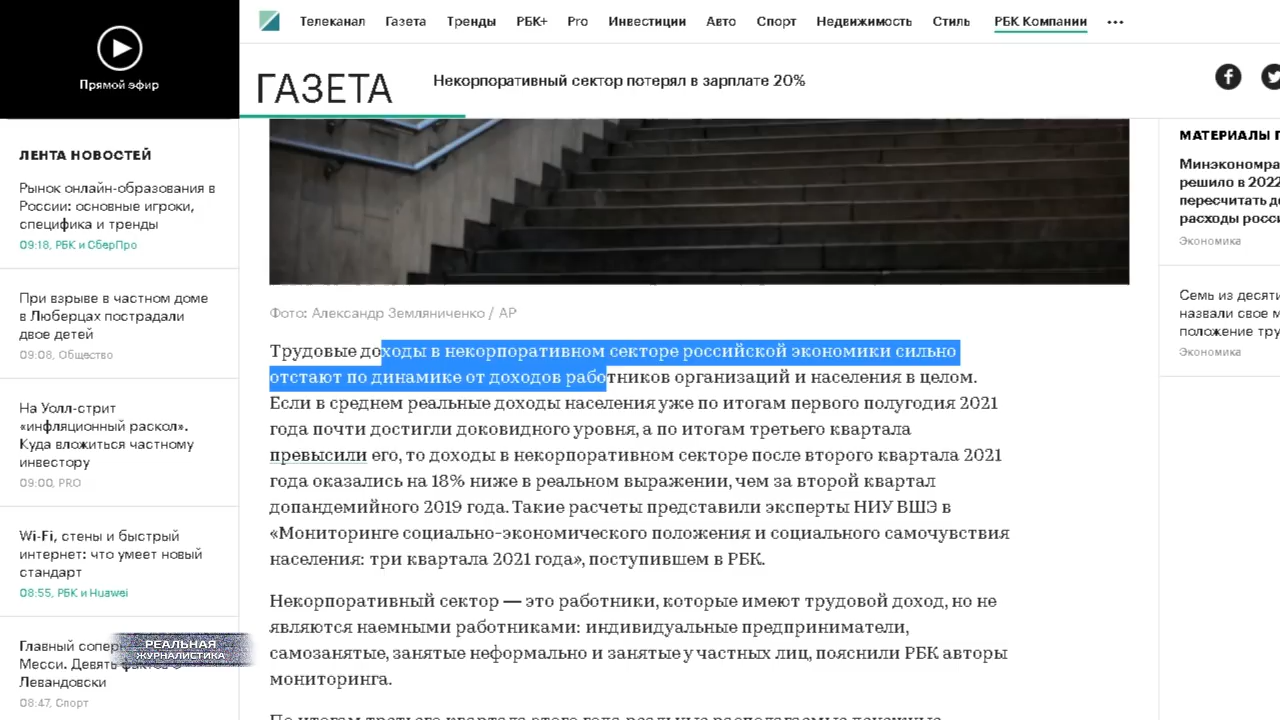 Телеканал Газета Тренды РБК+ Pro Инвестиции Авто Спорт Недвижимость Стиль РБК Компании •••
Прямой эфир
ГАЗЕТА
Некорпоративный сектор потерял в зарплате 20%
ЛЕНТА НОВОСТЕЙ
Рынок онлайн-образования в
России: основные игроки,
специфика и тренды
09:18, РБК и СберПро
При взрыве в частном доме
в Люберцах пострадали
двое детей
09:08, Общество
На Уолл-стрит
«инфляционный раскол».
Куда вложиться частному
инвестору
09:00, PRO
Wi-Fi, стены и быстрый
интернет: что умеет новый
стандарт
08:55, РБК и Huawei
Главный
Месси. Девять
Левандовски
08:47, Спорт
РЕАЛЬНАЯ
ЖУРНАЛИСТИКА
Фото: Александр Земляниченко / AP
Трудовые доходы в некорпоративном секторе российской экономики сильно
отстают по динамике от доходов работников организаций и населения в целом.
Если в среднем реальные доходы населения уже по итогам первого полугодия 2021
года почти достигли доковидного уровня, а по итогам третьего квартала
превысили его, то доходы в некорпоративном секторе после второго квартала 2021
года оказались на 18% ниже в реальном выражении, чем за второй квартал
допандемийного 2019 года. Такие расчеты представили эксперты НИУ ВШЭ в
«Мониторинге социально-экономического положения и социального самочувствия
населения: три квартала 2021 года», поступившем в РБК.
Некорпоративный сектор — это работники, которые имеют трудовой доход, но не
являются наемными работниками: индивидуальные предприниматели,
самозанятые, занятые неформально и занятые у частных лиц, пояснили РБК авторы
мониторинга.
По итогам третьего квартала этого года реальные располагаемые денежные
МАТЕРИАЛЫ
Минэкономра
решило в 2022
пересчитать
расходы
Экономика
Семь из
назвали свое
положение
Экономика